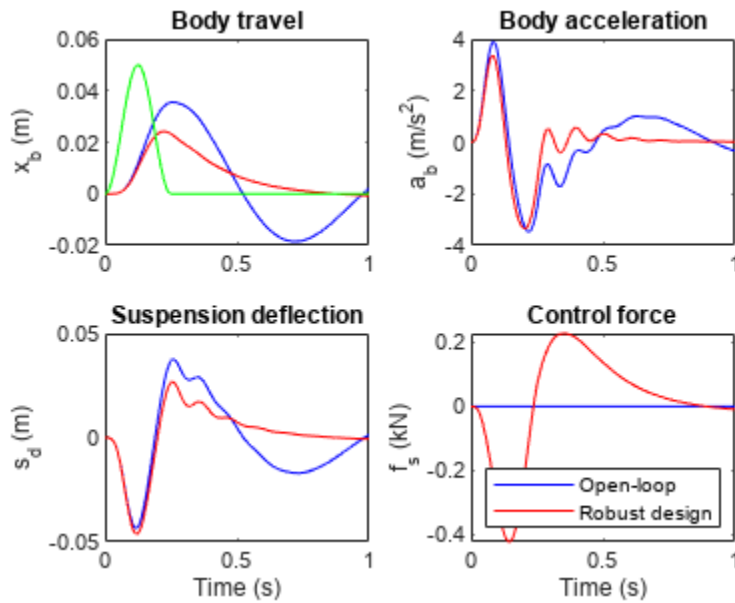 Body travel
x_b (m)
0.06
0.04
0.02
0
-0.02
0
0.5
1
Body acceleration
a_b (m/s²)
4
2
0
-2
-4
0
0.5
1
Suspension deflection
s_d (m)
0.05
0
-0.05
0
0.5
1
Time (s)
Control force
f_s (kN)
0.2
0
-0.2
-0.4
Open-loop
Robust design
0
0.5
1
Time (s)